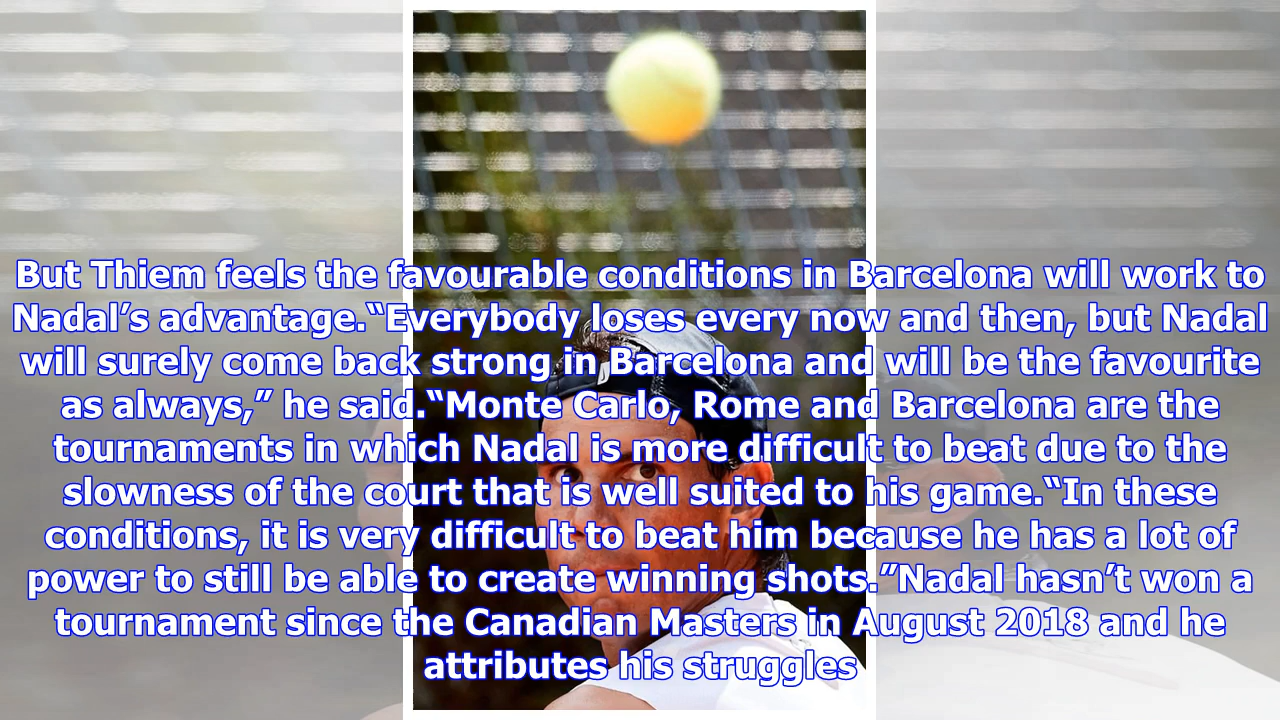 But Thiem feels the favourable conditions in Barcelona will work to
Nadal’s advantage.“Everybody loses every now and then, but Nadal
will surely come back strong in Barcelona and will be the favourite
as always,” he said.“Monte Carlo, Rome and Barcelona are the
tournaments in which Nadal is more difficult to beat due to the
slowness of the court that is well suited to his game.“In these
conditions, it is very difficult to beat him because he has a lot of
power to still be able to create winning shots.”Nadal hasn’t won a
tournament since the Canadian Masters in August 2018 and he
attributes his struggles